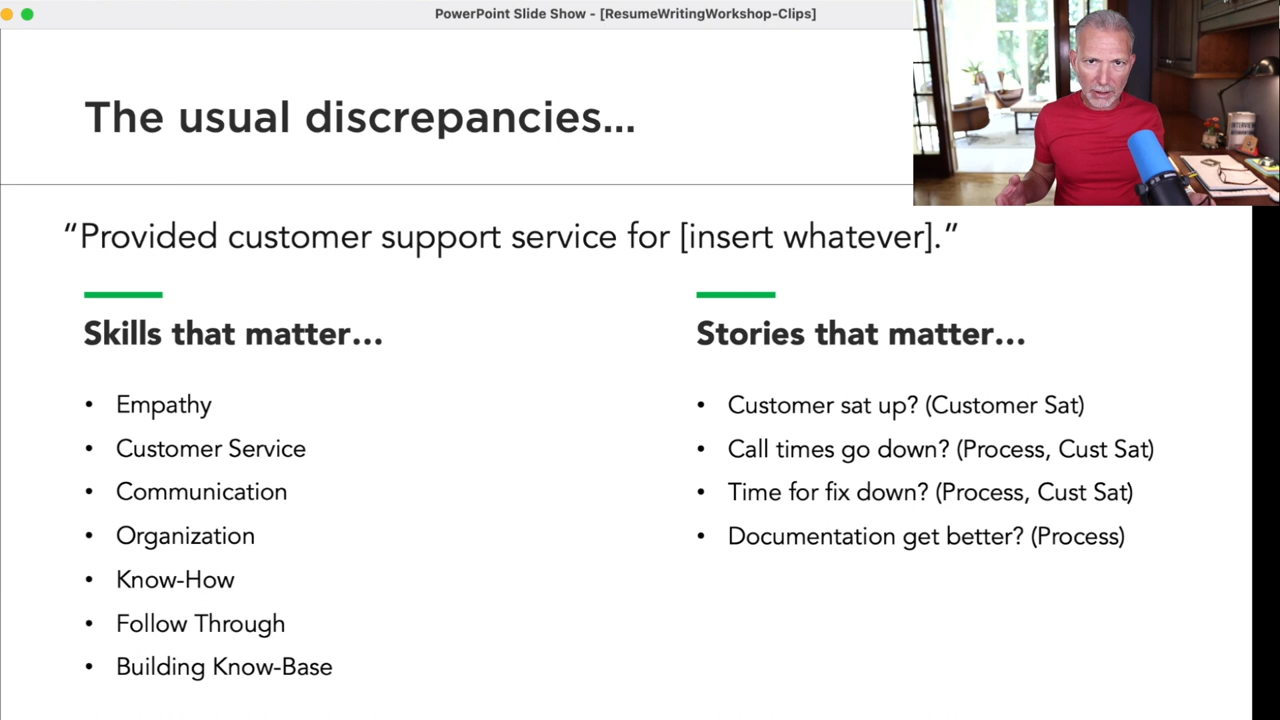 PowerPoint Slide Show - [ResumeWritingWorkshop-Clips]
The usual discrepancies...
“Provided customer support service for [insert whatever].”
Skills that matter...
• Empathy
• Customer Service
• Communication
• Organization
• Know-How
• Follow Through
• Building Know-Base
Stories that matter...
• Customer sat up? (Customer Sat)
• Call times go down? (Process, Cust Sat)
• Time for fix down? (Process, Cust Sat)
• Documentation get better? (Process)